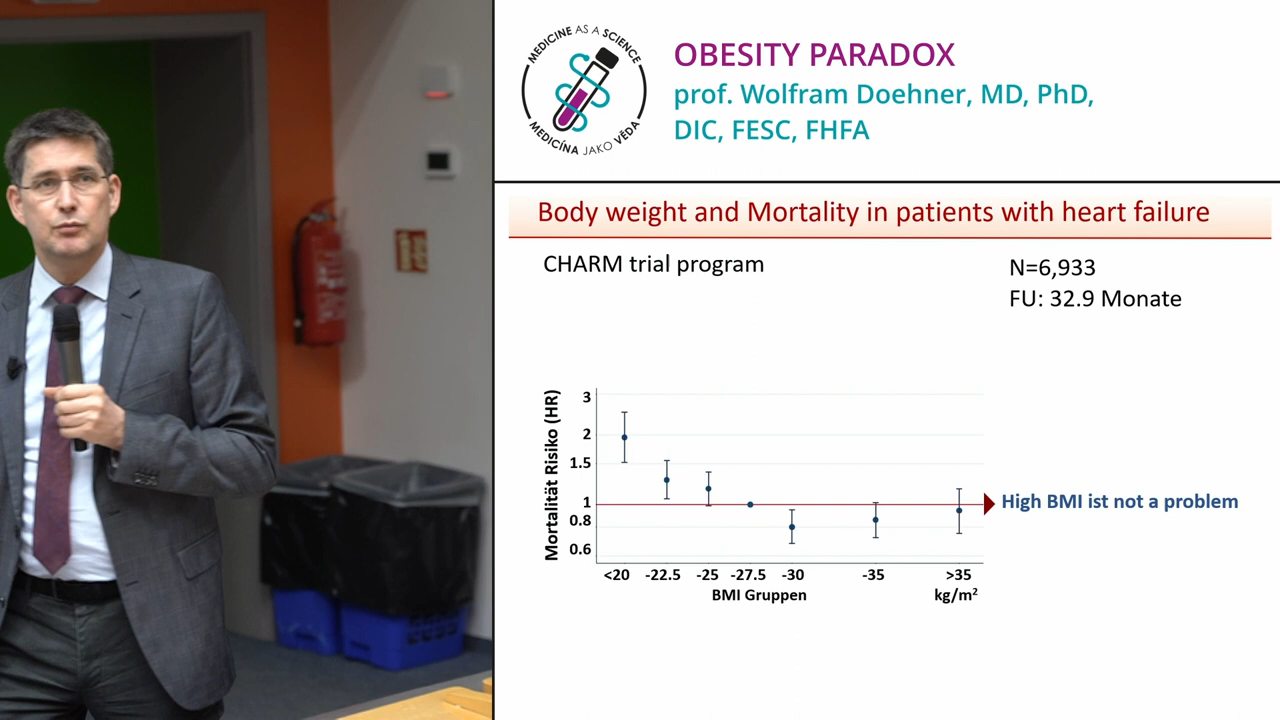 MEDICINE AS A SCIENCE
MEDICÍNA JAKO VĚDA
OBESITY PARADOX
prof. Wolfram Doehner, MD, PhD,
DIC, FESC, FHFA
Body weight and Mortality in patients with heart failure
CHARM trial program
N=6,933
FU: 32.9 Monate
Mortalität Risiko (HR)
3
2
1.5
1
0.8
0.6
High BMI ist not a problem
<20 -22.5 -25 -27.5 -30 -35 >35
BMI Gruppen kg/m²